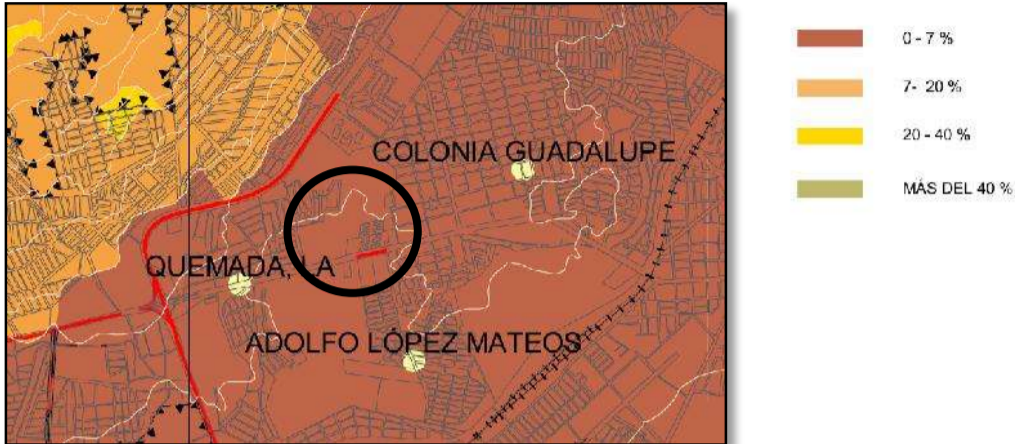 COLONIA GUADALUPE
QUEMADA, LA
ADOLFO LÓPEZ MATEOS
0 - 7 %
7- 20 %
20 - 40 %
MÁS DEL 40 %